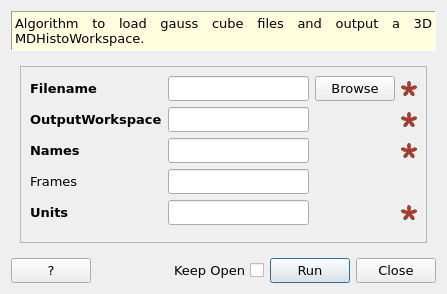 Algorithm to load gauss cube files and output a 3D
MDHistoWorkspace.
Filename
Browse
OutputWorkspace
Names
Frames
Units
?
Keep Open
Run
Close